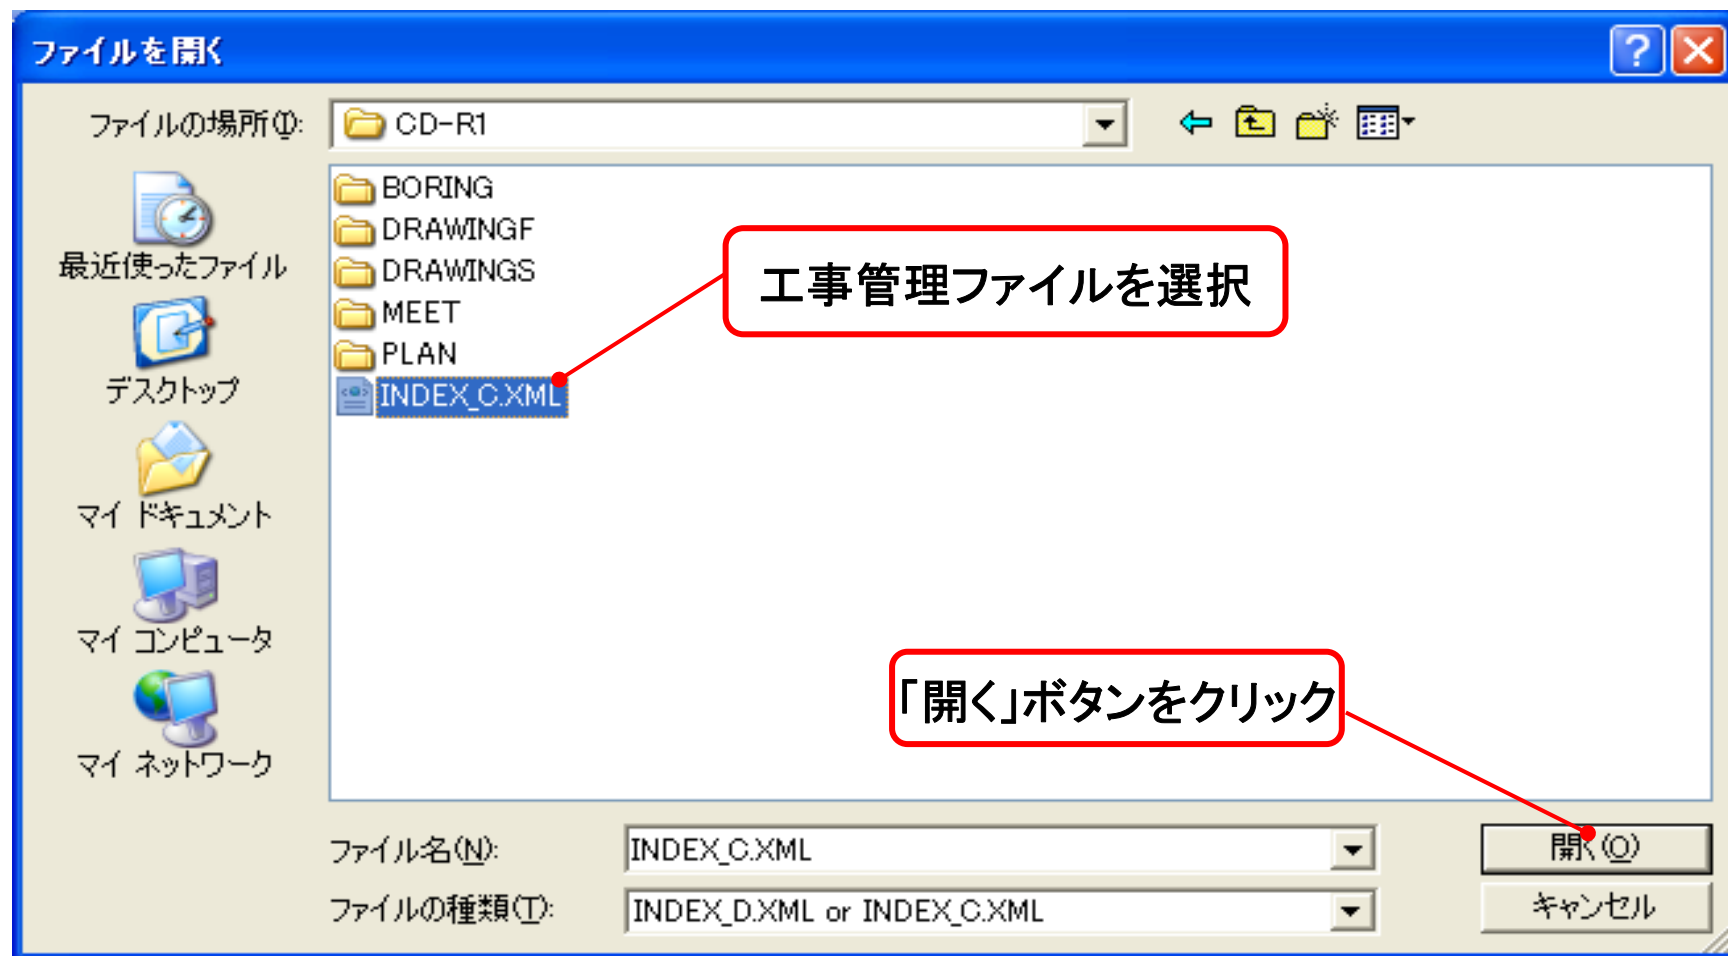 ファイルを開く
ファイルの場所(I):
CD-R1
最近使ったファイル
デスクトップ
マイ ドキュメント
マイ コンピュータ
マイ ネットワーク
BORING
DRAWINGF
DRAWINGS
MEET
PLAN
INDEX_C.XML
工事管理ファイルを選択
「開く」ボタンをクリック
ファイル名(N):
INDEX_C.XML
開く(O)
ファイルの種類(T):
INDEX_D.XML or INDEX_C.XML
キャンセル